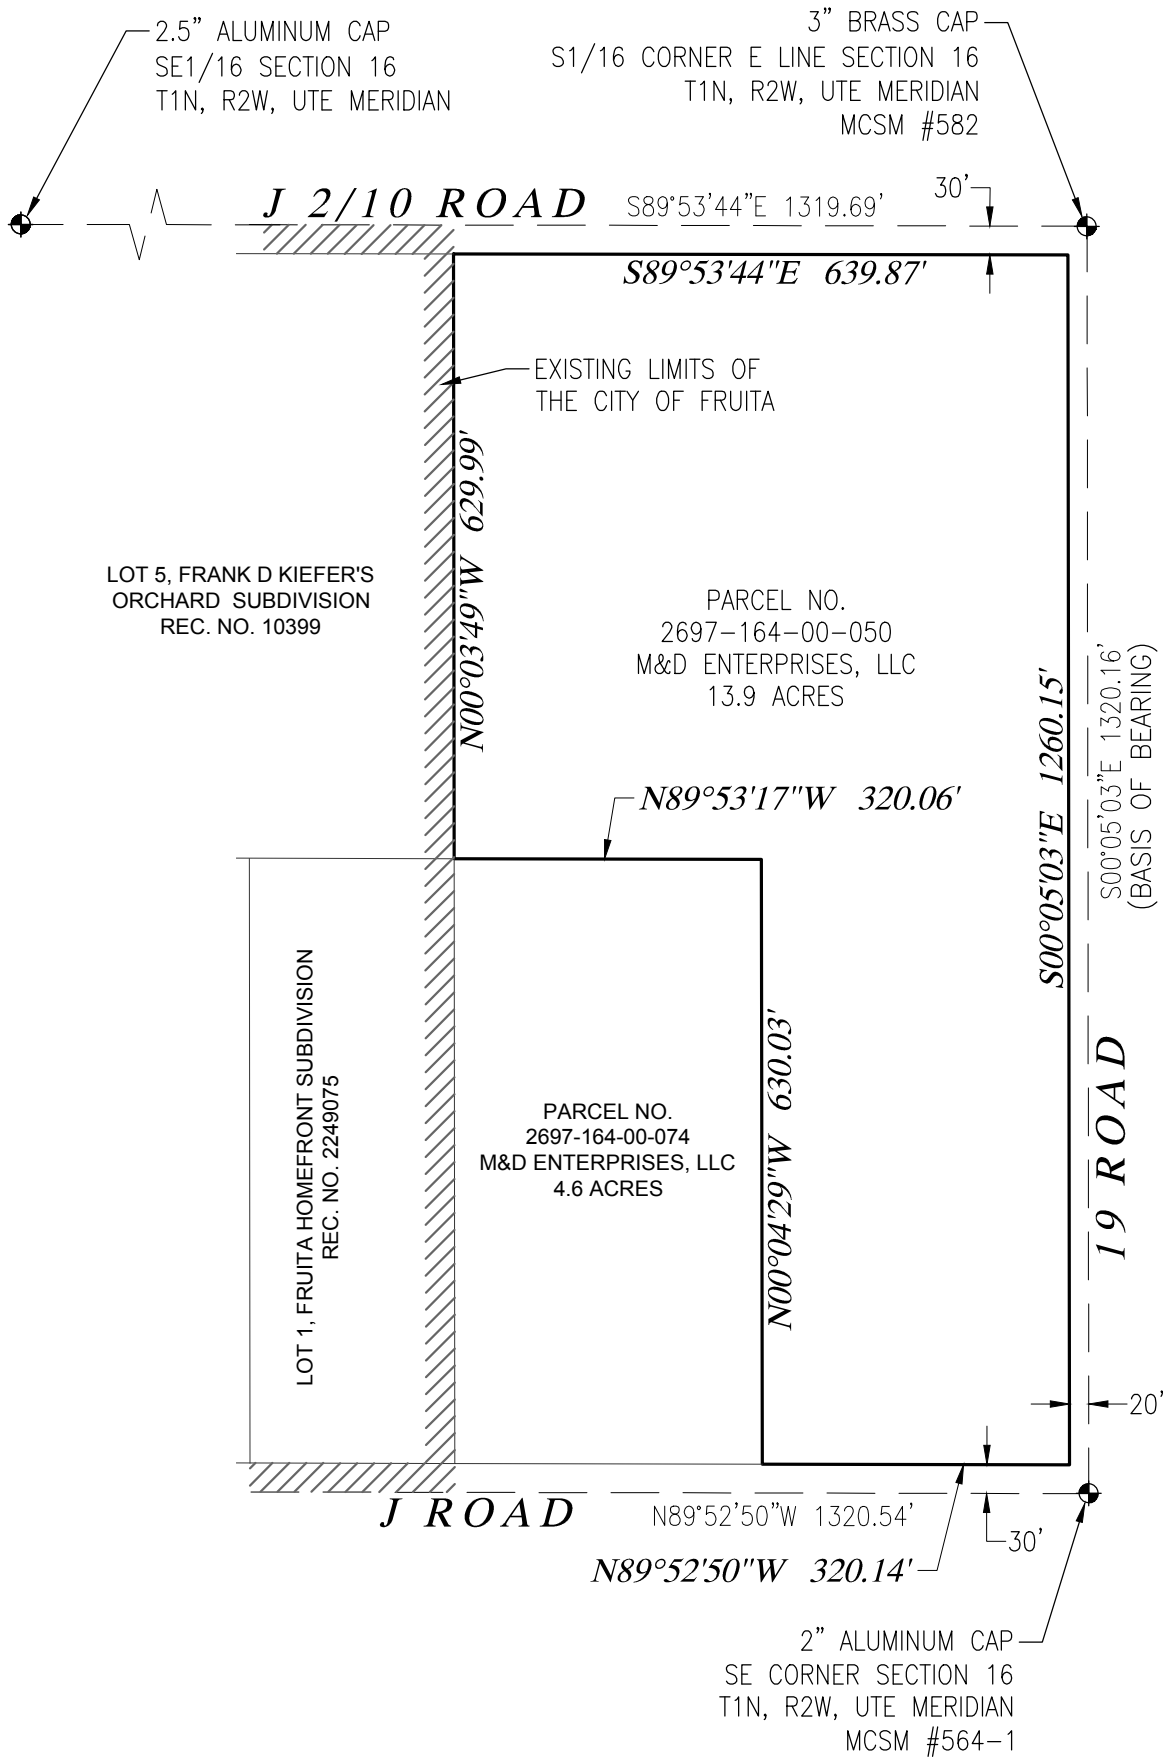 2.5” ALUMINUM CAP
SE1/16 SECTION 16
T1N, R2W, UTE MERIDIAN
3” BRASS CAP
S1/16 CORNER E LINE SECTION 16
T1N, R2W, UTE MERIDIAN
MCSM #582
J 2/10 ROAD
S89°53'44”E 1319.69'
30'
S89°53'44"E 639.87'
EXISTING LIMITS OF
THE CITY OF FRUITA
N00°03'49"W 629.99'
LOT 5, FRANK D KIEFER'S
ORCHARD SUBDIVISION
REC. NO. 10399
PARCEL NO.
2697-164-00-050
M&D ENTERPRISES, LLC
13.9 ACRES
S00°05'03"E 1260.15'
S00°05'03”E 1320.16'
(BASIS OF BEARING)
N89°53'17"W 320.06'
LOT 1, FRUITA HOMEFRONT SUBDIVISION
REC. NO. 2249075
PARCEL NO.
2697-164-00-074
M&D ENTERPRISES, LLC
4.6 ACRES
N00°04'29"W 630.03'
19 ROAD
20'
J ROAD
N89°52'50”W 1320.54'
30'
N89°52'50"W 320.14'
2” ALUMINUM CAP
SE CORNER SECTION 16
T1N, R2W, UTE MERIDIAN
MCSM #564-1